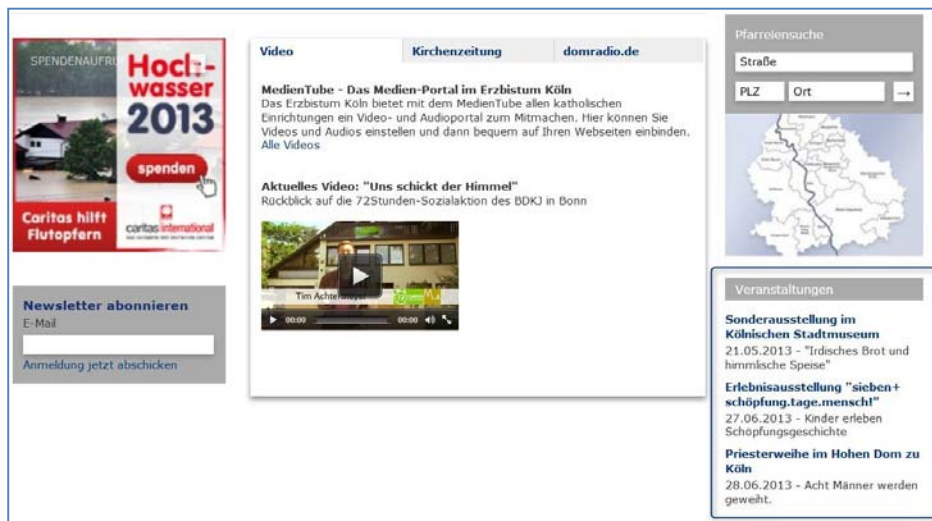 SPENDENAUFRU
Hoch-
wasser
2013
spenden
Caritas hilft
Flutopfern
caritas international
Newsletter abonnieren
E-Mail
Anmeldung jetzt abschicken
Video
Kirchenzeitung
domradio.de
MedienTube - Das Medien-Portal im Erzbistum Köln
Das Erzbistum Köln bietet mit dem MedienTube allen katholischen
Einrichtungen ein Video- und Audioportal zum Mitmachen. Hier können Sie
Videos und Audios einstellen und dann bequem auf Ihren Webseiten einbinden.
Alle Videos
Aktuelles Video: "Uns schickt der Himmel"
Rückblick auf die 72Stunden-Sozialaktion des BDKJ in Bonn
Tim Achtermeyer
00:00
00:00
Pfarreiensuche
Straße
PLZ
Ort
→
Veranstaltungen
Sonderausstellung im
Kölnischen Stadtmuseum
21.05.2013 - "Irdisches Brot und
himmlische Speise"
Erlebnisausstellung "sieben+
schöpfung.tage.mensch!"
27.06.2013 - Kinder erleben
Schöpfungsgeschichte
Priesterweihe im Hohen Dom zu
Köln
28.06.2013 - Acht Männer werden
geweiht.